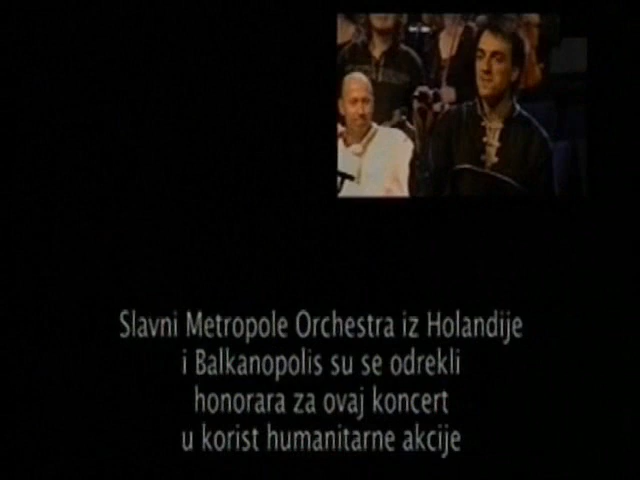 Slavni Metropole Orchestra iz Holandije
i Balkanopolis su se odrekli
honorara za ovaj koncert
u korist humanitarne akcije